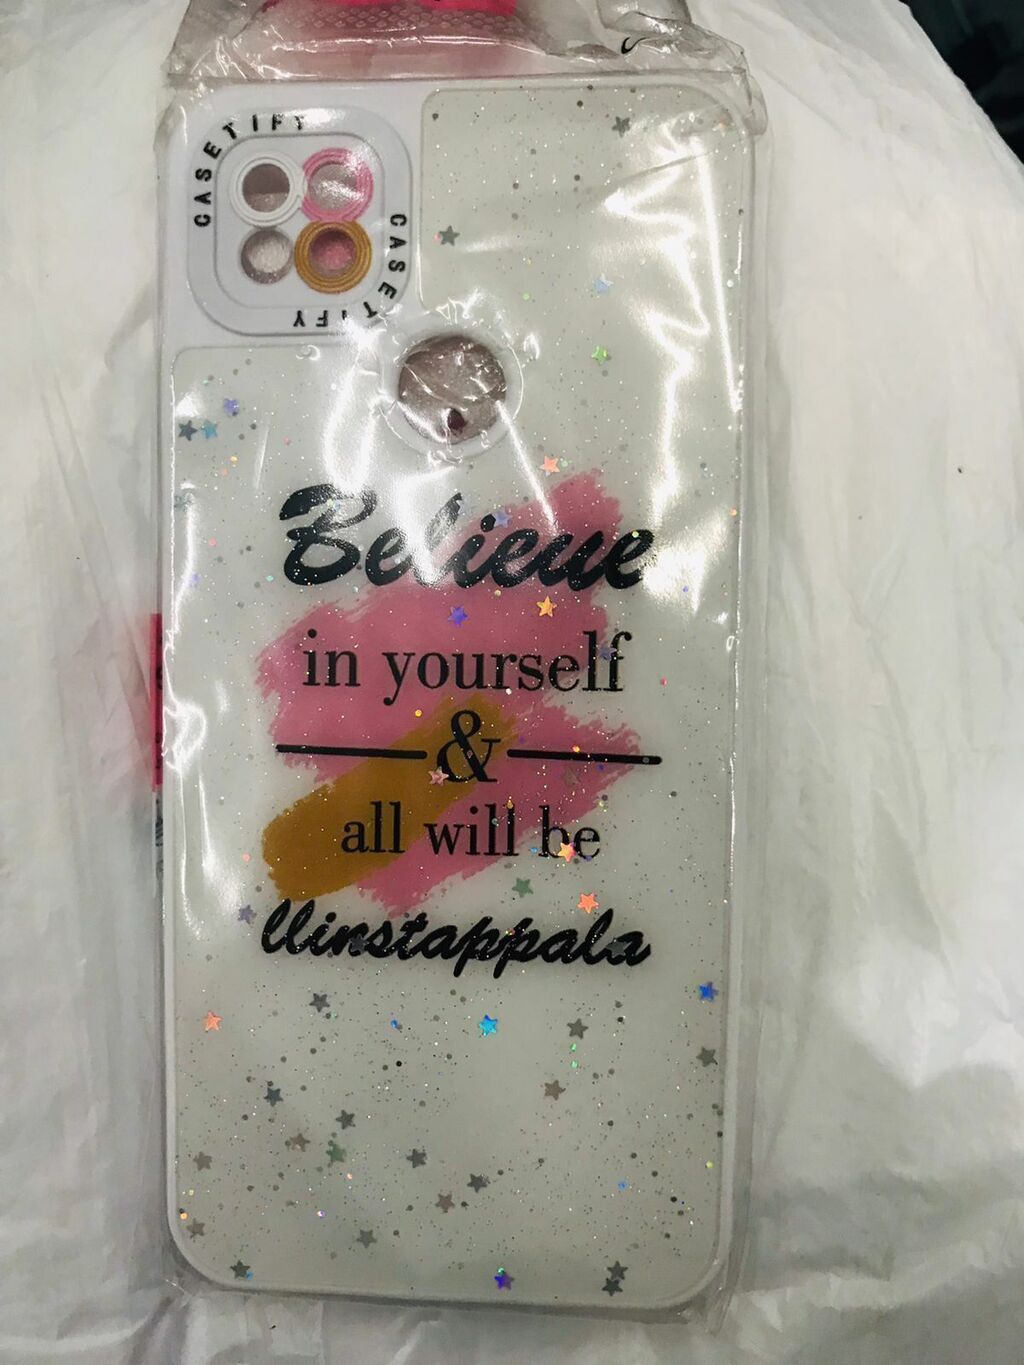 CASETIFY
CASETIFY
Believe
in yourself
&
all will be
llinstappala